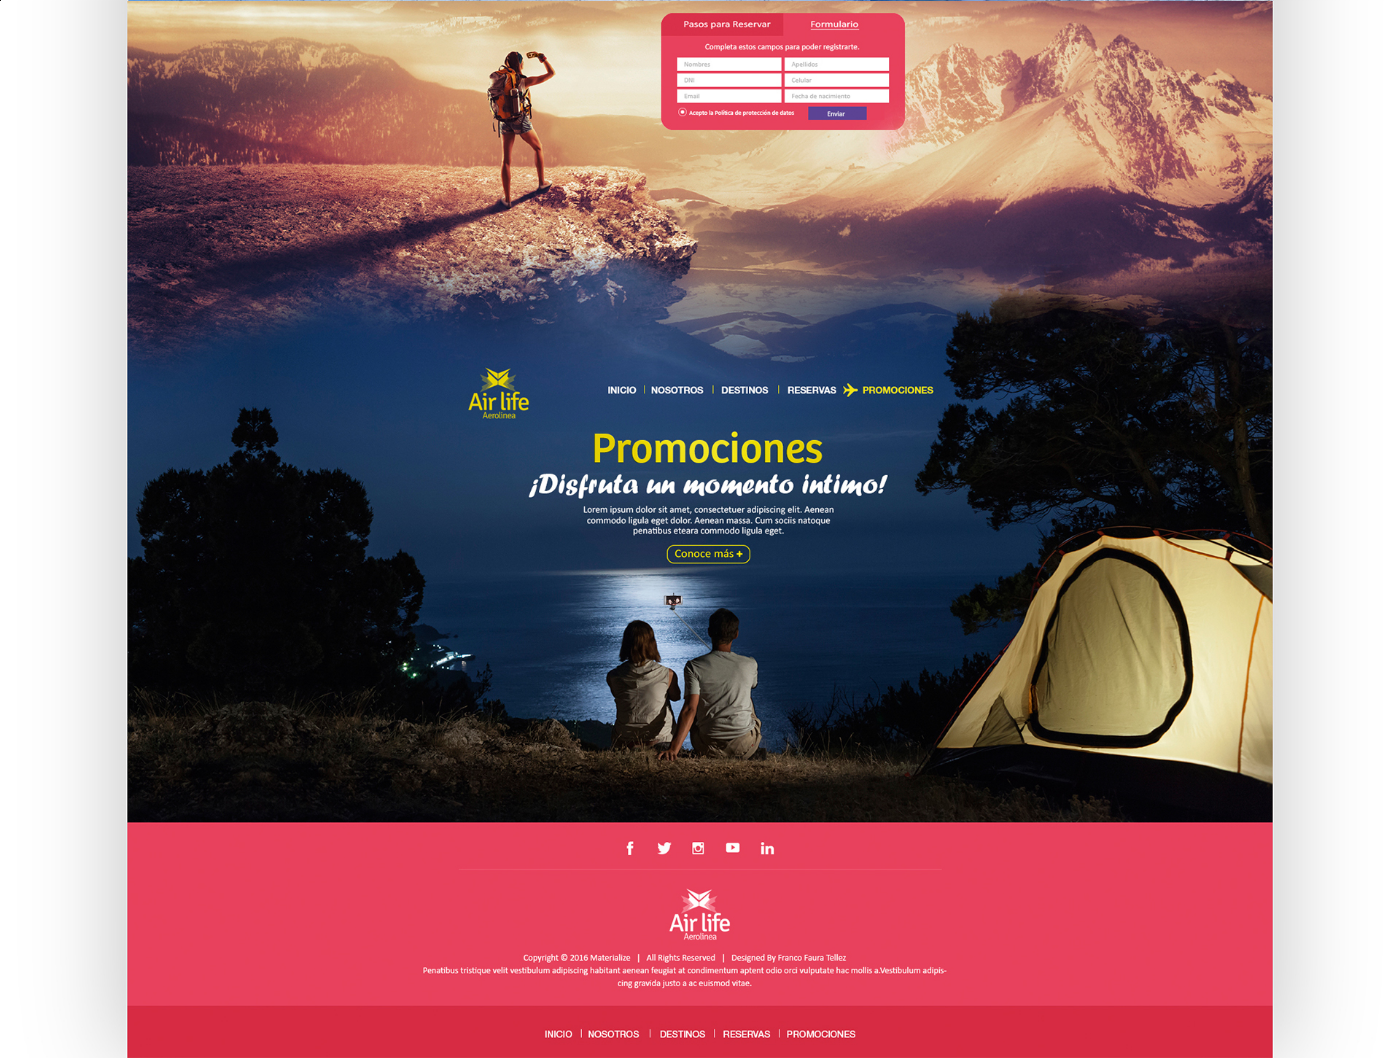 Pasos para Reservar
Formulario
Completa estos campos para poder registrarte.
Nombres
Apellidos
DNI
Celular
Email
Fecha de nacimiento
Acepto la Política de protección de datos
Enviar
Air life
Aerolínea
INICIO | NOSOTROS | DESTINOS | RESERVAS PROMOCIONES
Promociones
¡Disfruta un momento intimo!
Lorem ipsum dolor sit amet, consectetuer adipiscing elit. Aenean
commodo ligula eget dolor. Aenean massa. Cum sociis natoque
penatibus eteara commodo ligula eget.
Conoce más +
Air life
Aerolínea
Copyright © 2016 Materialize | All Rights Reserved | Designed By Franco Faura Tellez
Penatibus tristique velit vestibulum adipiscing habitant aenean feugiat at condimentum aptent odio orci vulputate hac mollis a.Vestibulum adipis-
cing gravida justo a ac euismod vitae.
INICIO | NOSOTROS | DESTINOS | RESERVAS | PROMOCIONES